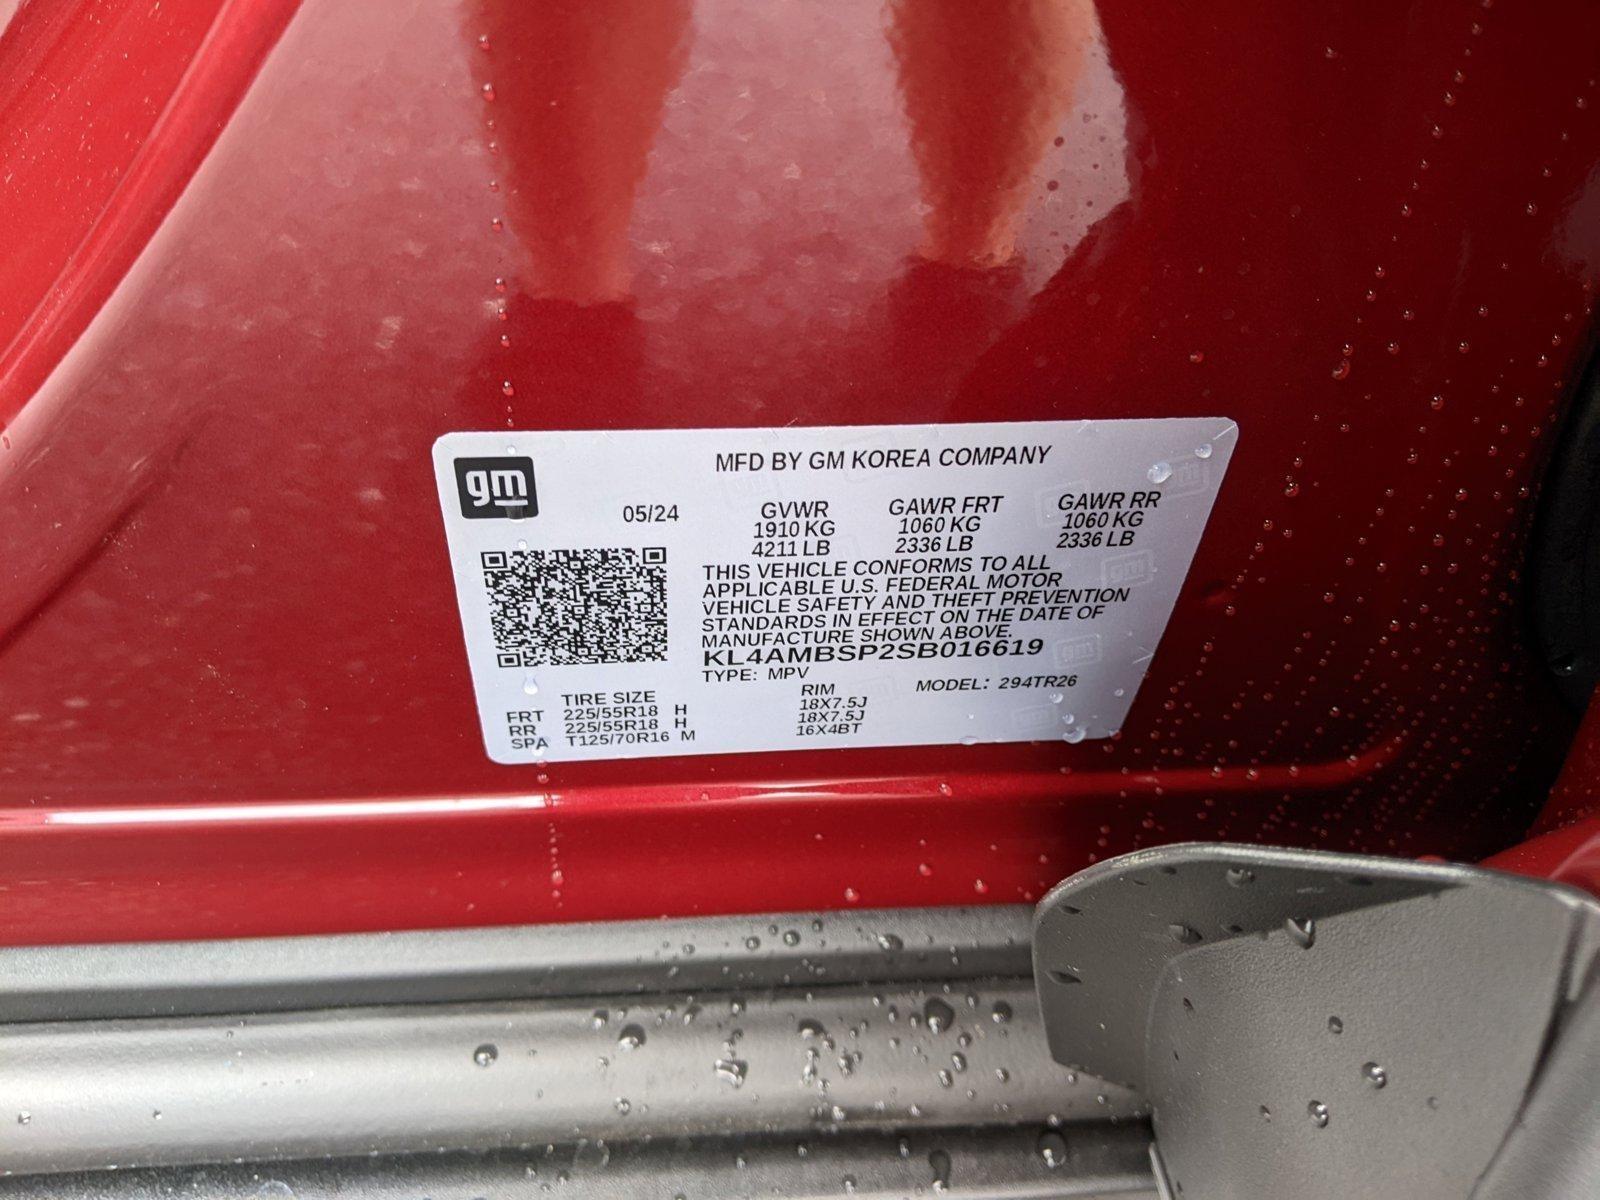 gm
MFD BY GM KOREA COMPANY
05/24 GVWR GAWR FRT GAWR RR
1910 KG 1060 KG 1060 KG
4211 LB 2336 LB 2336 LB
THIS VEHICLE CONFORMS TO ALL
APPLICABLE U.S. FEDERAL MOTOR
VEHICLE SAFETY AND THEFT PREVENTION
STANDARDS IN EFFECT ON THE DATE OF
MANUFACTURE SHOWN ABOVE.
KL4AMBSP2SB016619
TYPE: MPV
MODEL: 294TR26
TIRE SIZE RIM
FRT 225/55R18 H 18X7.5J
RR 225/55R18 H 18X7.5J
SPA T125/70R16 M 16X4BT